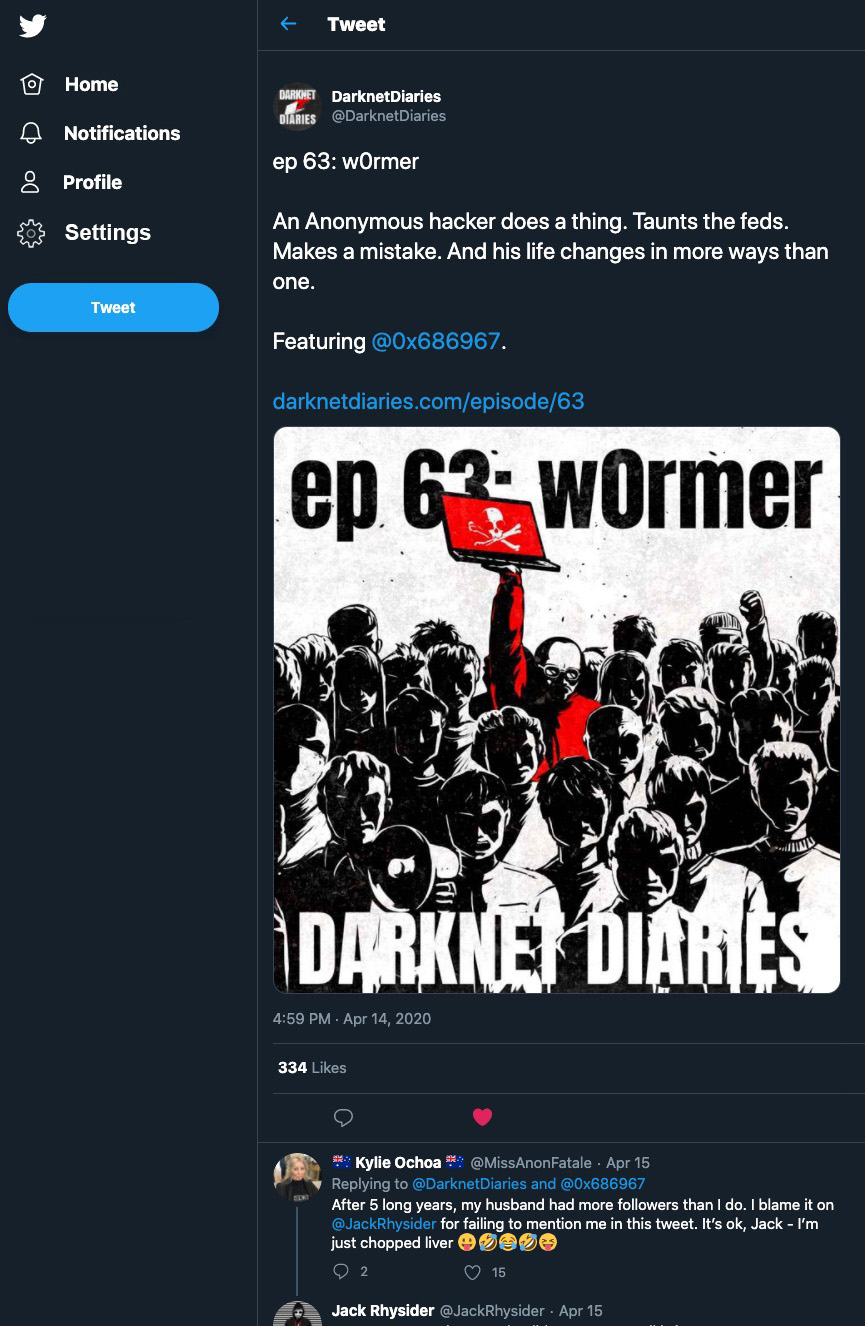 Tweet
Home
Notifications
Profile
Settings
Tweet
DARKNET
DIARIES
DarknetDiaries
@DarknetDiaries
ep 63: w0rmer
An Anonymous hacker does a thing. Taunts the feds.
Makes a mistake. And his life changes in more ways than
one.
Featuring @0x686967.
darknetdiaries.com/episode/63
ep 63: w0rmer
DARKNET DIARIES
4:59 PM · Apr 14, 2020
334 Likes
🇦🇺 Kylie Ochoa 🇦🇺 @MissAnonFatale · Apr 15
Replying to @DarknetDiaries and @0x686967
After 5 long years, my husband had more followers than I do. I blame it on
@JackRhysider for failing to mention me in this tweet. It's ok, Jack - I'm
just chopped liver 😛🤣😂🤣😝
2 15
Jack Rhysider @JackRhysider · Apr 15